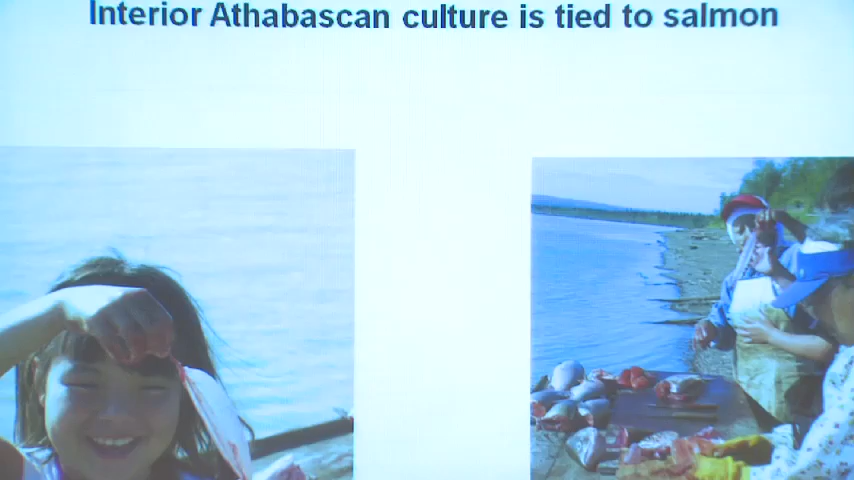 Interior Athabascan culture is tied to salmon